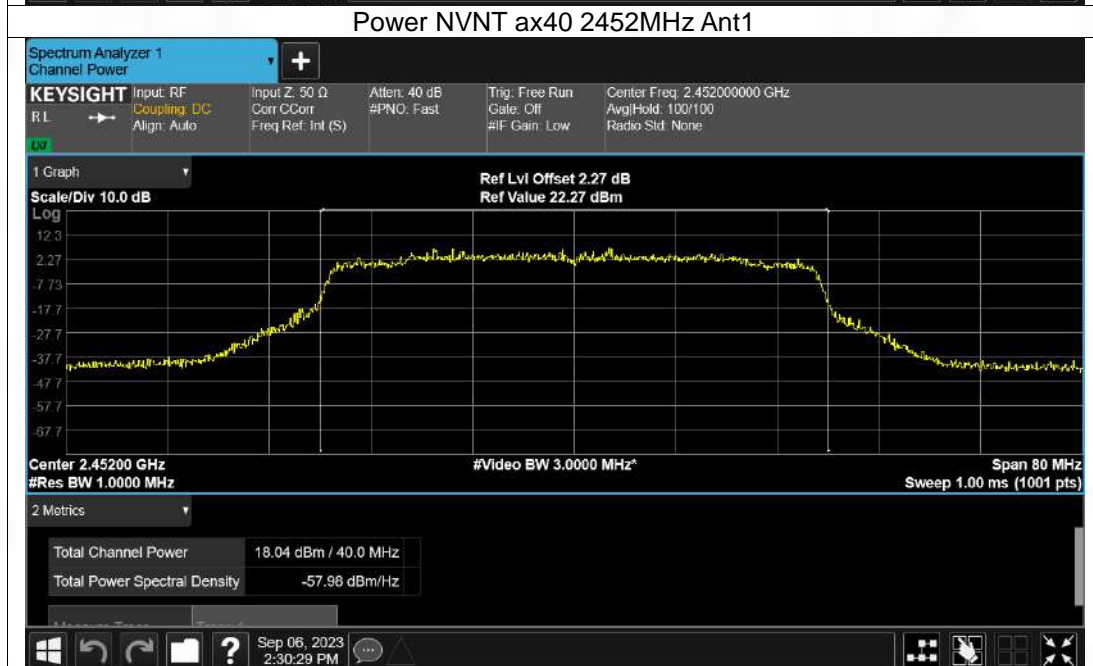 Power NVNT ax40 2452MHz Ant1
Spectrum Analyzer 1
Channel Power
KEYSIGHT
R L
LXI
Input: RF
Coupling: DC
Align: Auto
Input Z: 50 Ω
Corr CCorr
Freq Ref: Int (S)
Atten: 40 dB
#PNO: Fast
Trig: Free Run
Gate: Off
#IF Gain: Low
Center Freq: 2.452000000 GHz
Avg|Hold: 100/100
Radio Std: None
1 Graph
Scale/Div 10.0 dB
Ref Lvl Offset 2.27 dB
Ref Value 22.27 dBm
Log
12.3
2.27
-7.73
-17.7
-27.7
-37.7
-47.7
-57.7
-67.7
Center 2.45200 GHz
#Video BW 3.0000 MHz*
Span 80 MHz
#Res BW 1.0000 MHz
Sweep 1.00 ms (1001 pts)
2 Metrics
Total Channel Power 18.04 dBm / 40.0 MHz
Total Power Spectral Density -57.98 dBm/Hz
?
Sep 06, 2023
2:30:29 PM